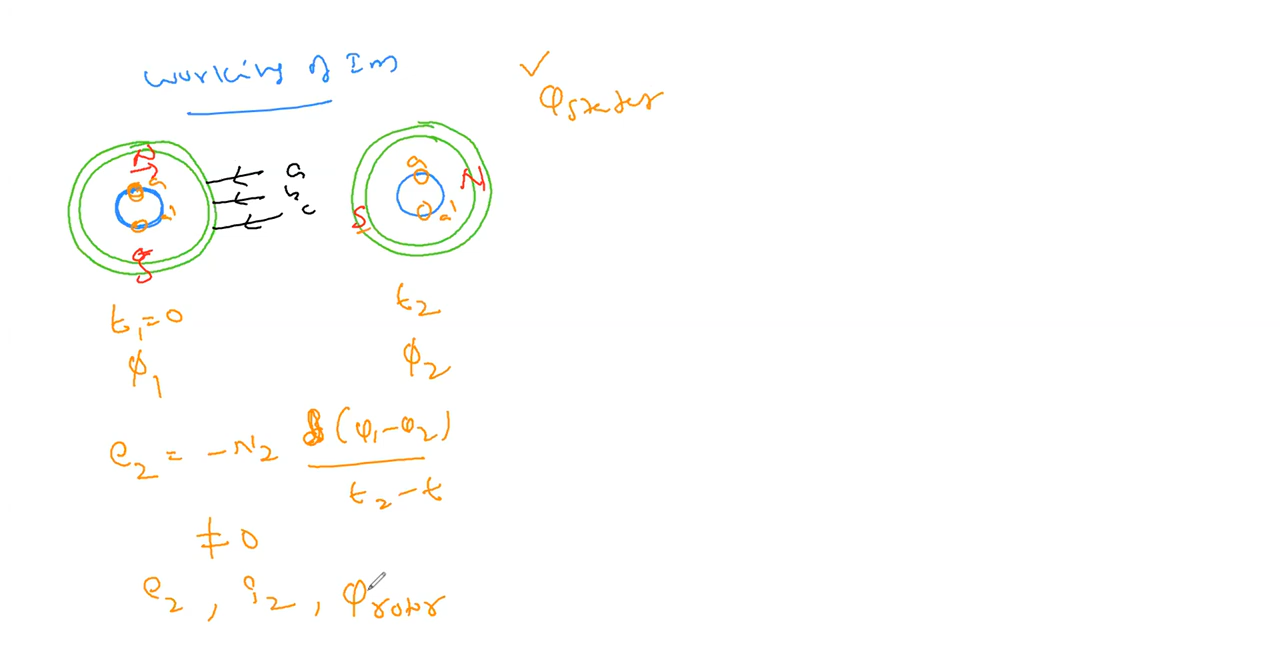 Working of Im
φstator
N
a
a'
S
a
b
c
a
a'
N
S
t1=0
t2
φ1
φ2
e2 = -N2 (φ1-φ2)
t2-t
≠ 0
e2, i2, φrotor